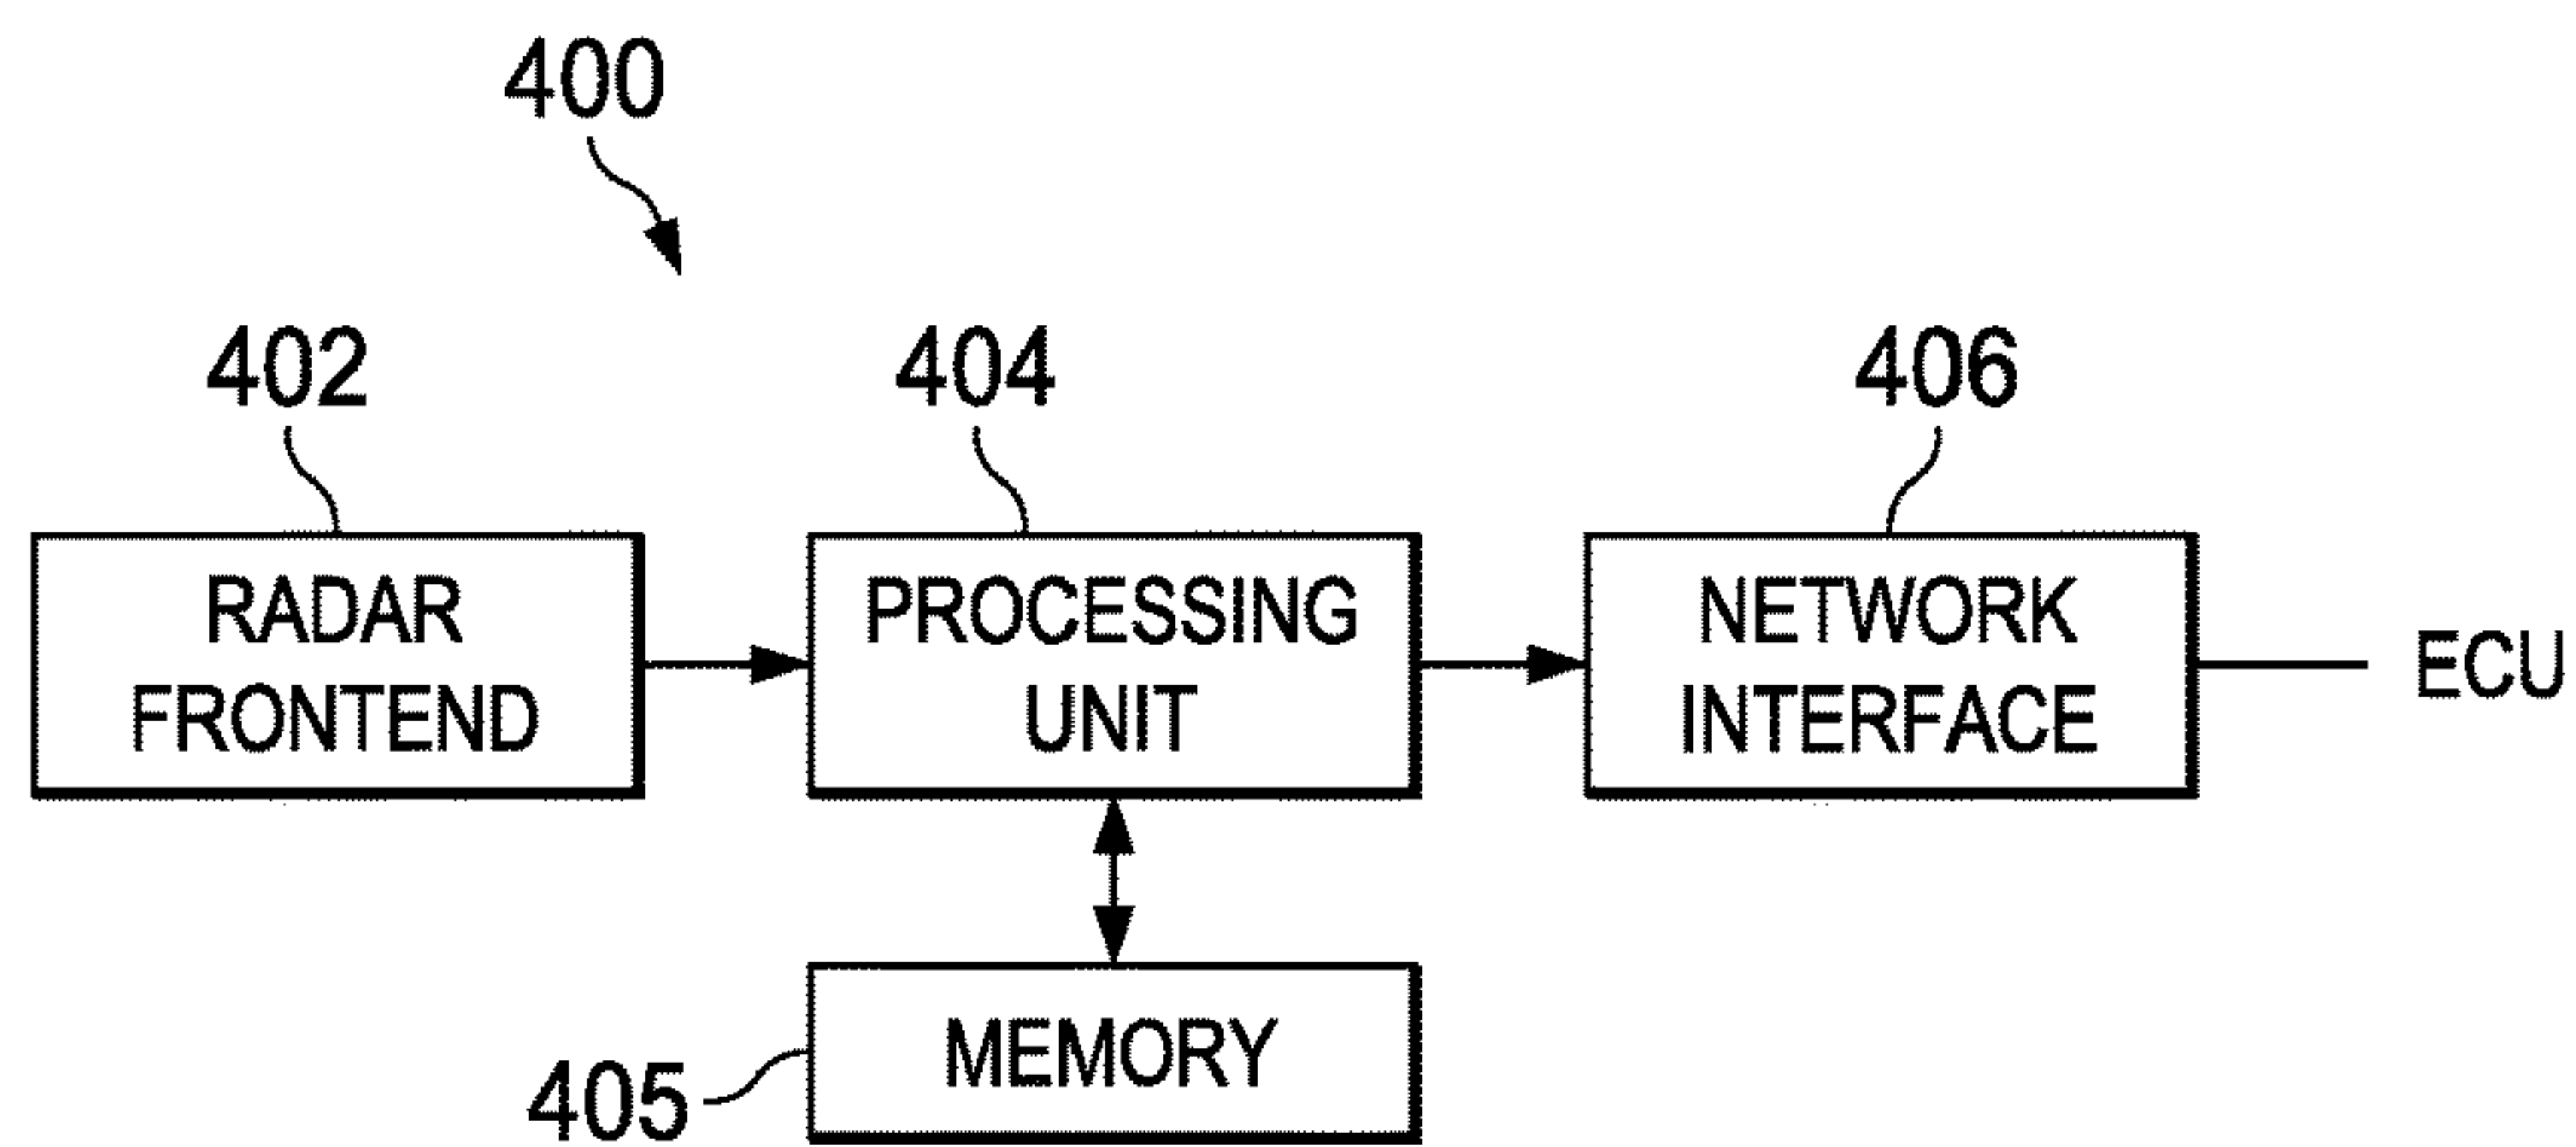 400
402
404
406
RADAR
FRONTEND
PROCESSING
UNIT
NETWORK
INTERFACE
ECU
MEMORY
405